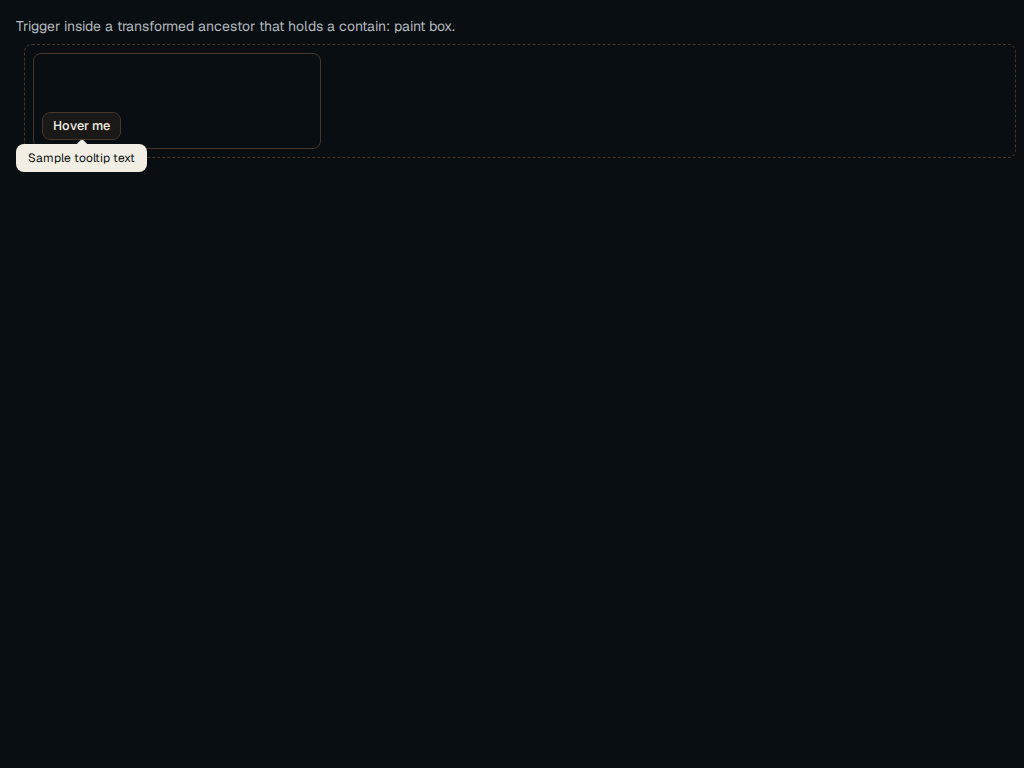 Trigger inside a transformed ancestor that holds a contain: paint box.
Hover me
Sample tooltip text